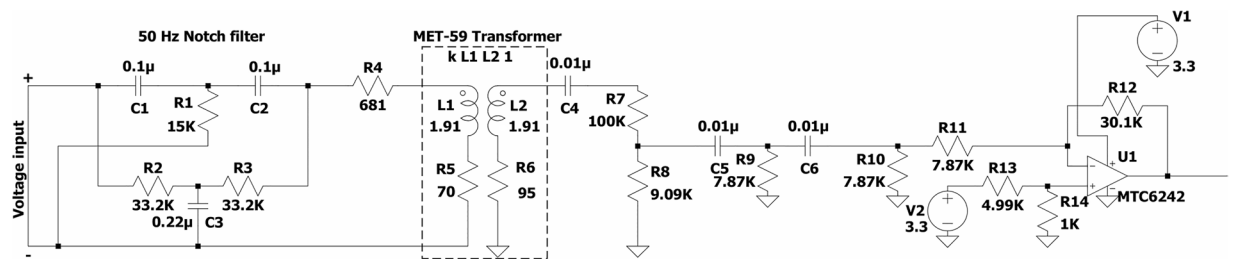 50 Hz Notch filter
MET-59 Transformer
k L1 L2 1
V1
3.3
+
0.1µ
C1
0.1µ
C2
R1
15K
R4
681
L1
1.91
L2
1.91
0.01µ
C4
R7
100K
R12
30.1K
Voltage input
R2
33.2K
R3
33.2K
0.22µ
C3
R5
70
R6
95
R8
9.09K
0.01µ
C5
R9
7.87K
0.01µ
C6
R10
7.87K
R11
7.87K
R13
4.99K
V2
3.3
R14
1K
U1
MTC6242
-